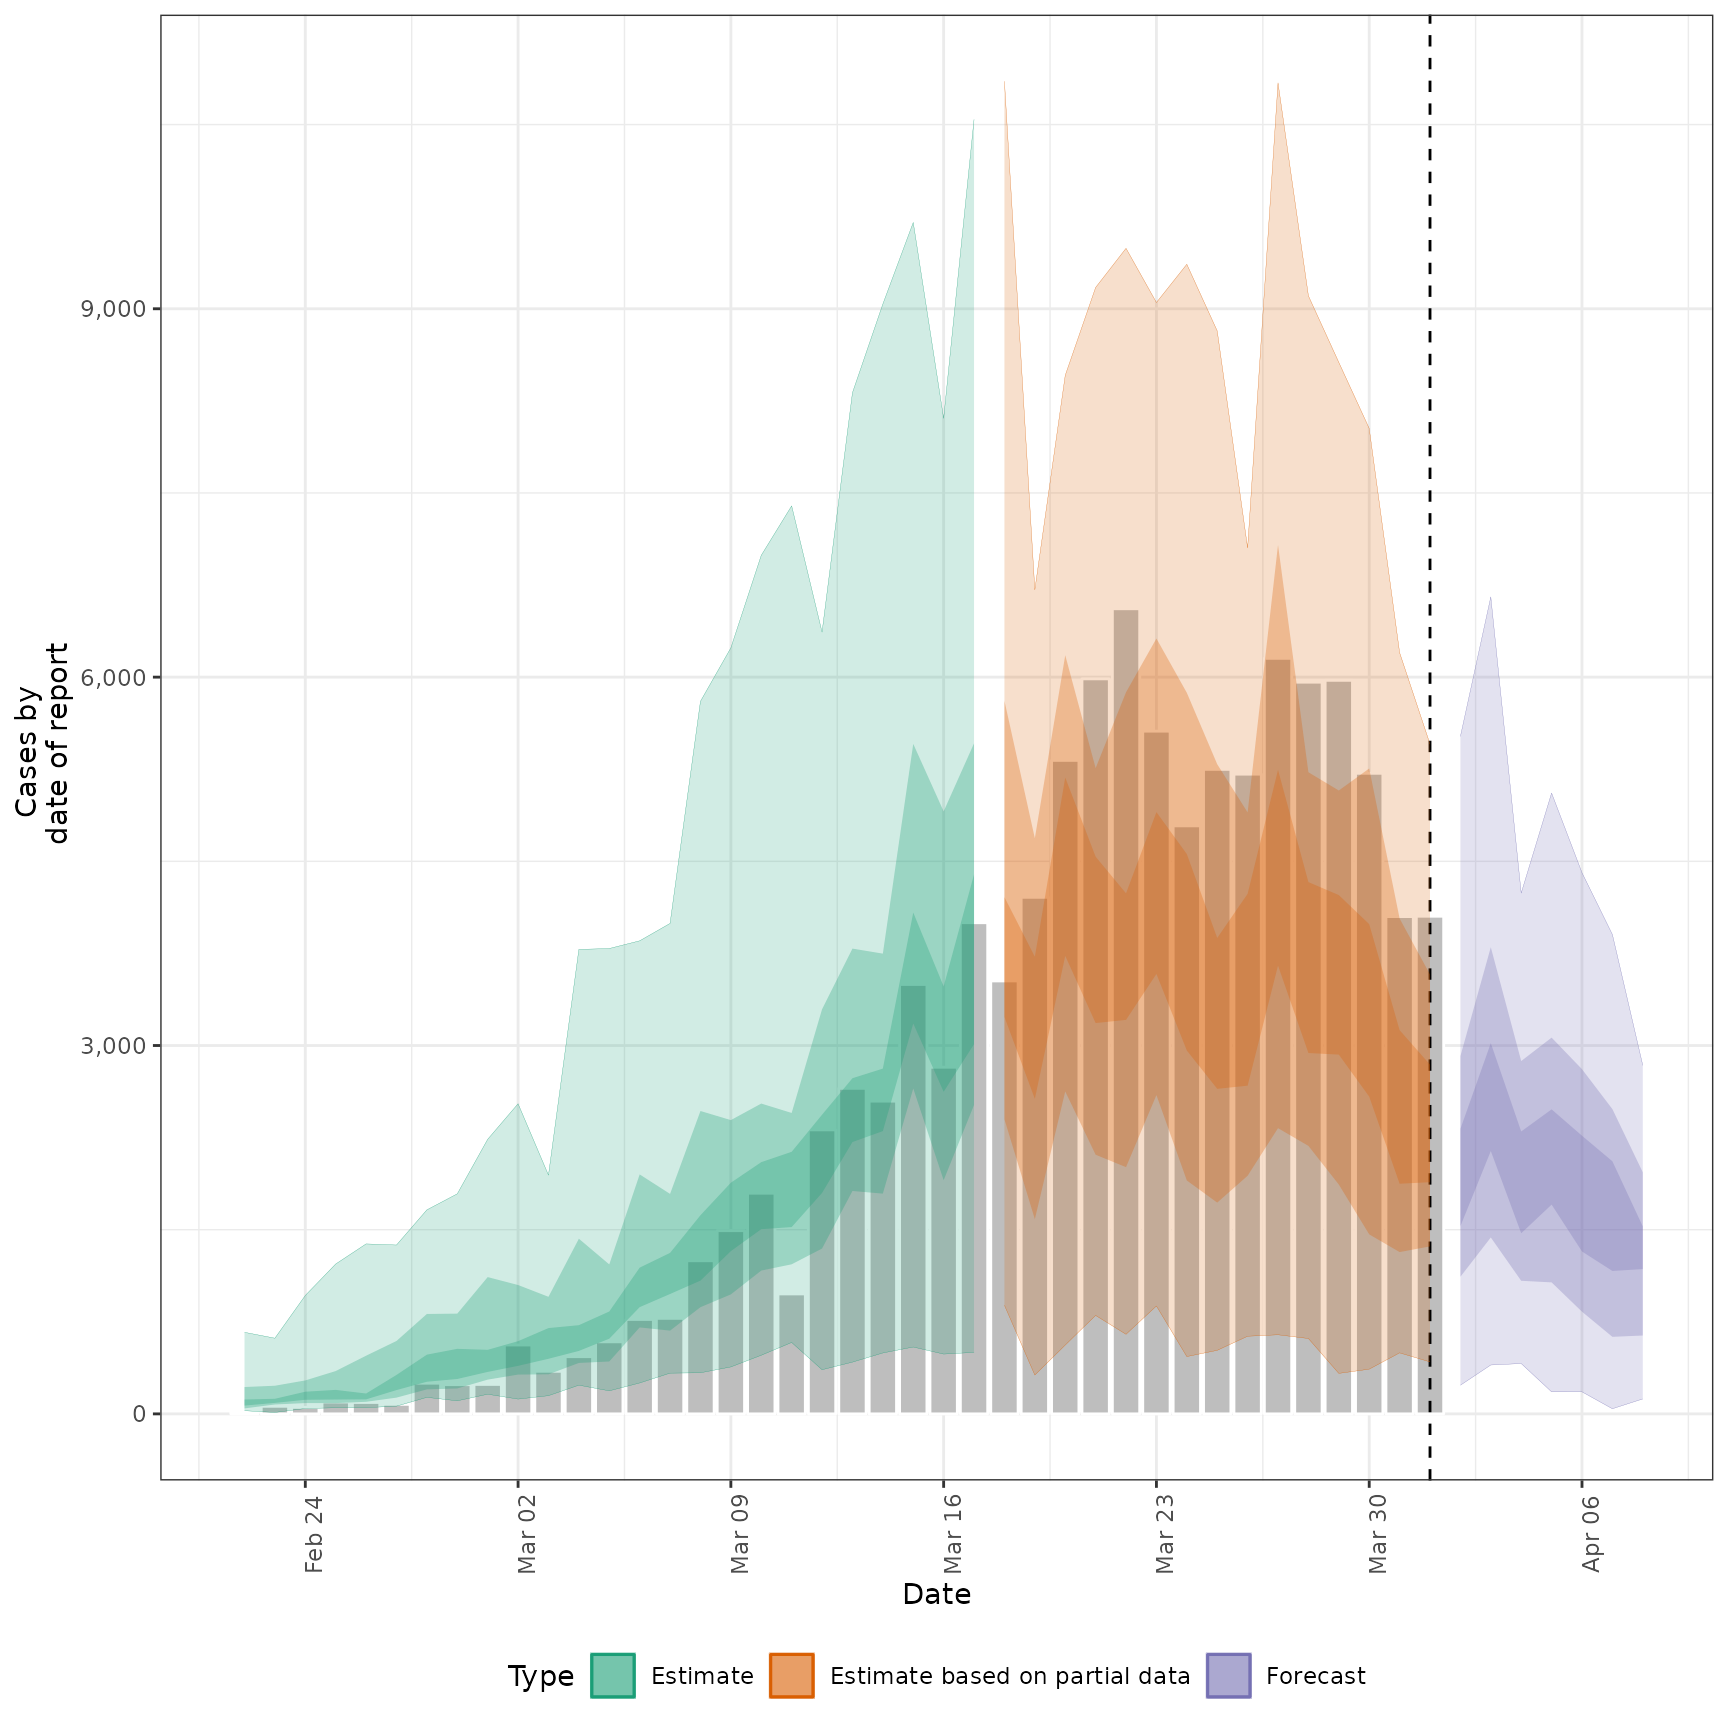 Cases by
date of report
9,000
6,000
3,000
0
Feb 24
Mar 02
Mar 09
Mar 16
Mar 23
Mar 30
Apr 06
Date
Type Estimate Estimate based on partial data Forecast